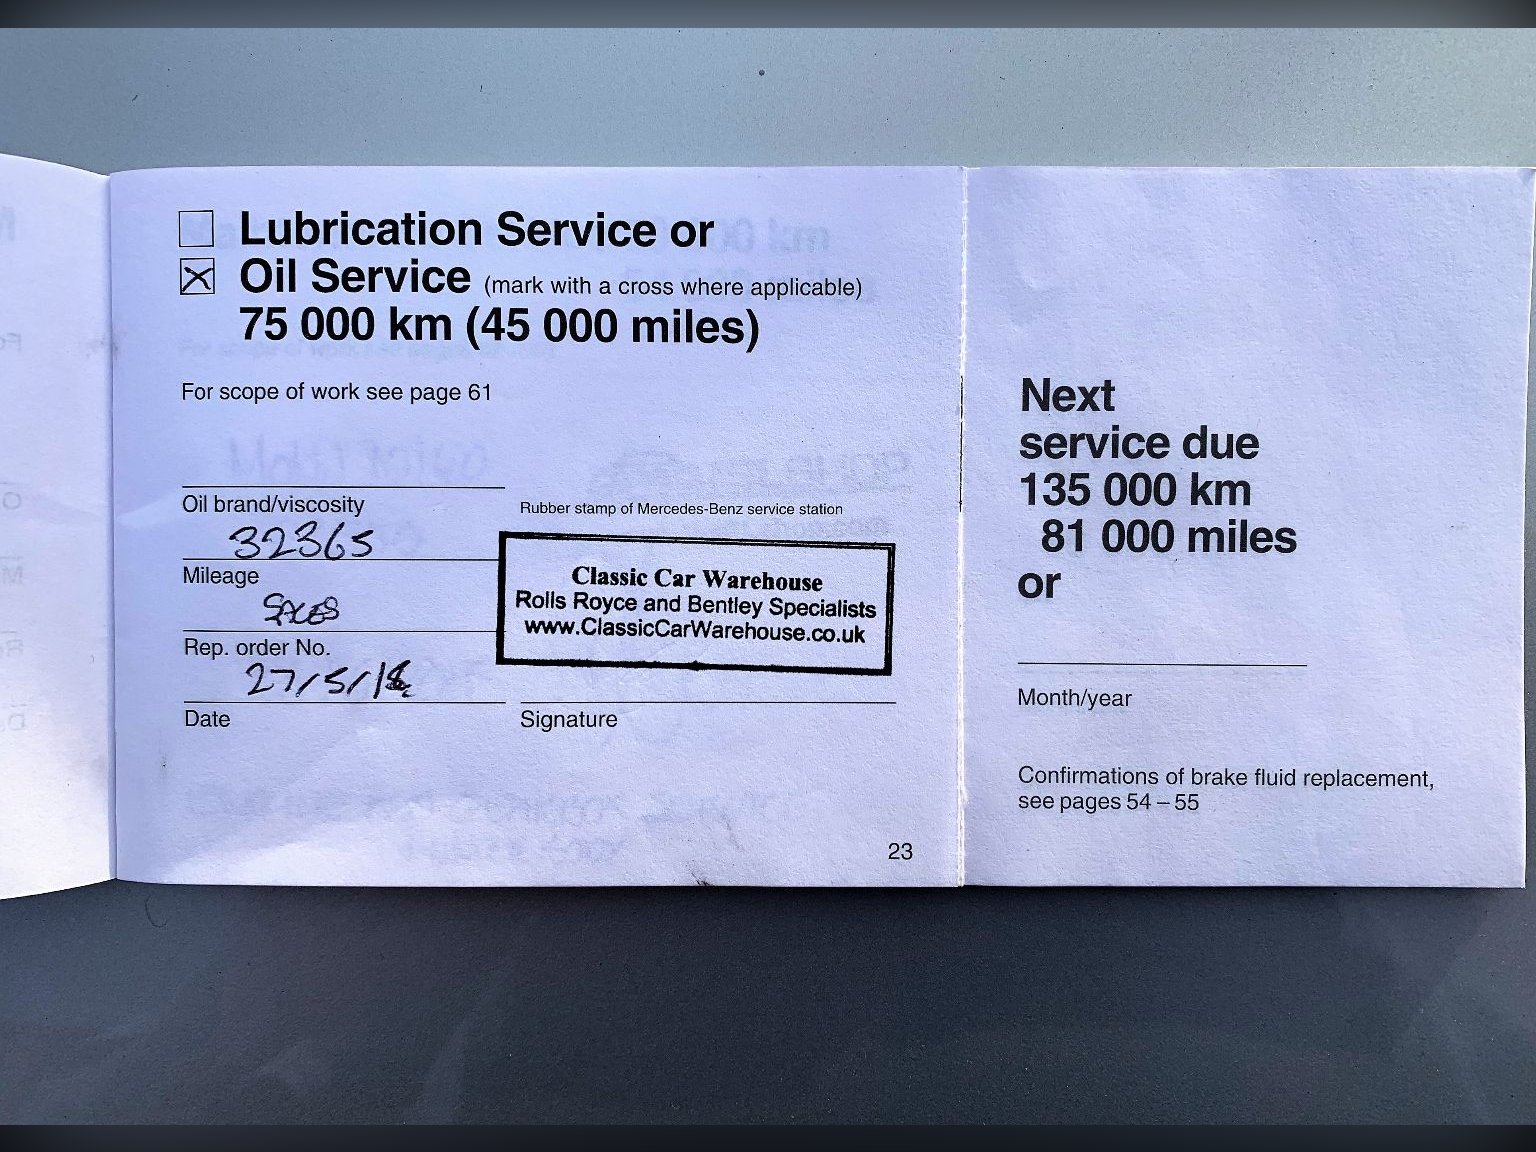 Lubrication Service or
Oil Service (mark with a cross where applicable)
75 000 km (45 000 miles)
For scope of work see page 61
Oil brand/viscosity
32365
Mileage
SALES
Rep. order No.
27/5/18
Date
Rubber stamp of Mercedes-Benz service station
Classic Car Warehouse
Rolls Royce and Bentley Specialists
www.ClassicCarWarehouse.co.uk
Signature
23
Next
service due
135 000 km
81 000 miles
or
Month/year
Confirmations of brake fluid replacement,
see pages 54 – 55